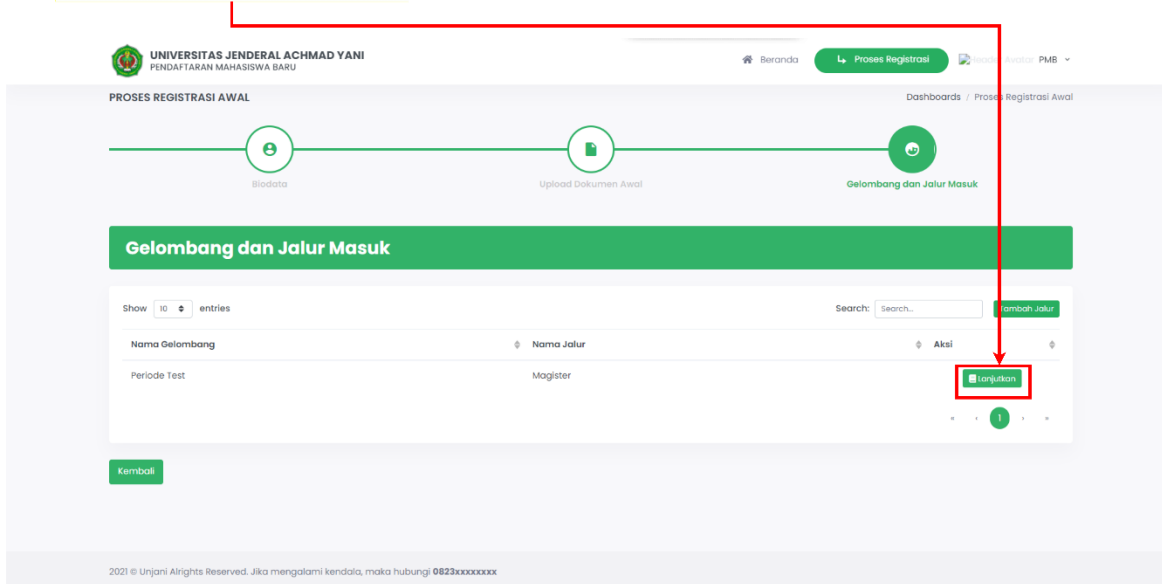 UNIVERSITAS JENDERAL ACHMAD YANI
PENDAFTARAN MAHASISWA BARU
Beranda
Proses Registrasi
Header Avatar PMB
PROSES REGISTRASI AWAL
Dashboards / Proses Registrasi Awal
Biodata
Upload Dokumen Awal
Gelombang dan Jalur Masuk
Gelombang dan Jalur Masuk
Show 10 entries
Search: Search...
Tambah Jalur
Nama Gelombang Nama Jalur Aksi
Periode Test Magister Lanjutkan
« ‹ 1 › »
Kembali
2021 © Unjani Alrights Reserved. Jika mengalami kendala, maka hubungi 0823xxxxxxxx